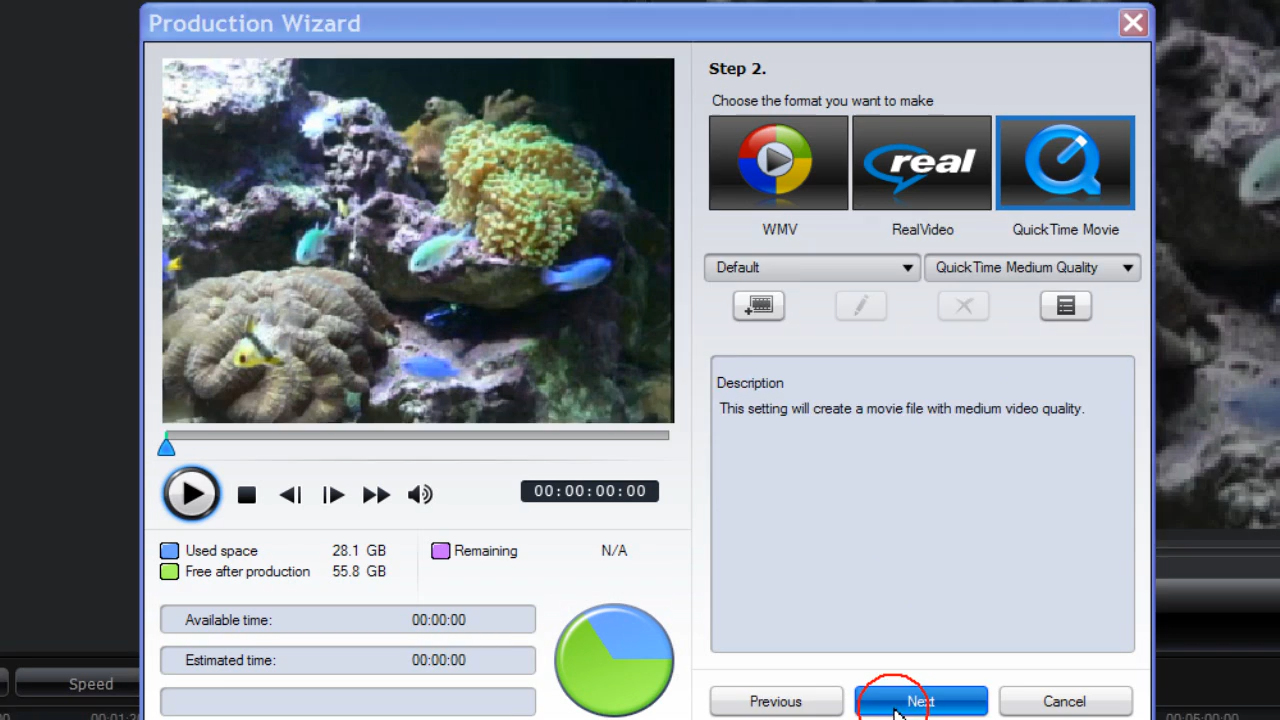 Production Wizard
Step 2.
Choose the format you want to make
real
WMV
RealVideo
QuickTime Movie
Default
QuickTime Medium Quality
Description
This setting will create a movie file with medium video quality.
00:00:00:00
Used space 28.1 GB
Remaining N/A
Free after production 55.8 GB
Available time: 00:00:00
Estimated time: 00:00:00
Previous
Next
Cancel
Speed